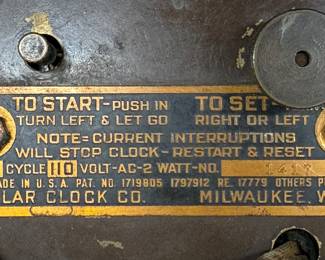 TO START-PUSH IN TO SET-
TURN LEFT & LET GO RIGHT OR LEFT
NOTE=CURRENT INTERRUPTIONS
WILL STOP CLOCK-RESTART & RESET
CYCLE 110 VOLT-AC-2 WATT-NO.
MADE IN U.S.A. PAT. NO. 1719805 1797912 RE. 17779 OTHERS
LAR CLOCK CO. MILWAUKEE, W